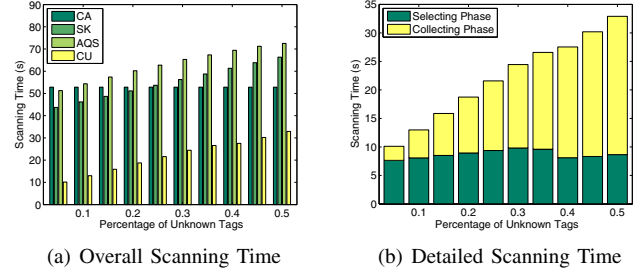 90
80
70
60
50
40
30
20
10
0
Scanning Time (s)
CA
SK
AQS
CU
0.1 0.2 0.3 0.4 0.5
Percentage of Unknown Tags
(a) Overall Scanning Time
35
30
25
20
15
10
5
0
Scanning Time (s)
Selecting Phase
Collecting Phase
0.1 0.2 0.3 0.4 0.5
Percentage of Unknown Tags
(b) Detailed Scanning Time